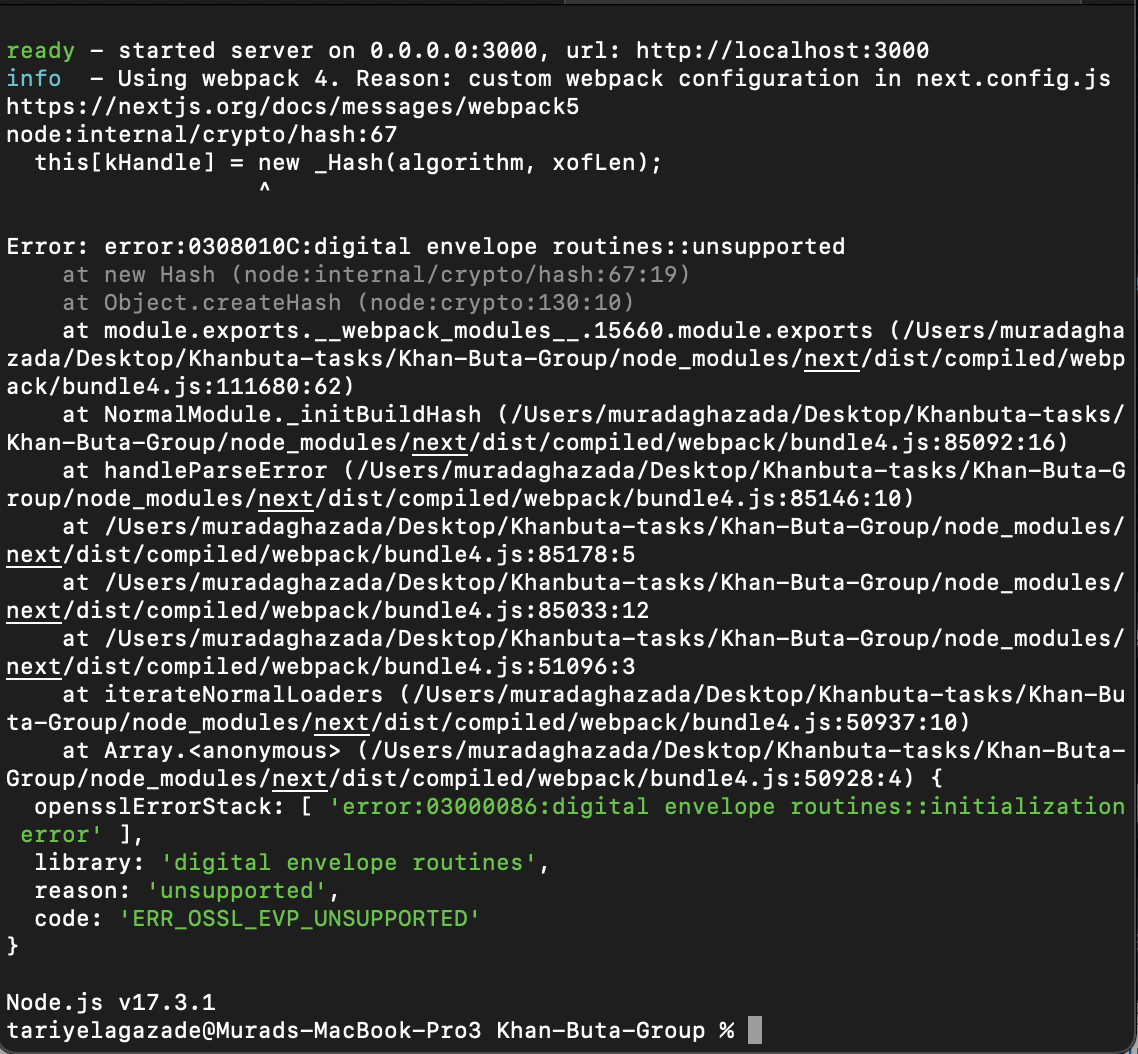 ready - started server on 0.0.0.0:3000, url: http://localhost:3000
info  - Using webpack 4. Reason: custom webpack configuration in next.config.js
https://nextjs.org/docs/messages/webpack5
node:internal/crypto/hash:67
  this[kHandle] = new _Hash(algorithm, xofLen);
                  ^

Error: error:0308010C:digital envelope routines::unsupported
    at new Hash (node:internal/crypto/hash:67:19)
    at Object.createHash (node:crypto:130:10)
    at module.exports.__webpack_modules__.15660.module.exports (/Users/muradagha
zada/Desktop/Khanbuta-tasks/Khan-Buta-Group/node_modules/next/dist/compiled/webp
ack/bundle4.js:111680:62)
    at NormalModule._initBuildHash (/Users/muradaghazada/Desktop/Khanbuta-tasks/
Khan-Buta-Group/node_modules/next/dist/compiled/webpack/bundle4.js:85092:16)
    at handleParseError (/Users/muradaghazada/Desktop/Khanbuta-tasks/Khan-Buta-G
roup/node_modules/next/dist/compiled/webpack/bundle4.js:85146:10)
    at /Users/muradaghazada/Desktop/Khanbuta-tasks/Khan-Buta-Group/node_modules/
next/dist/compiled/webpack/bundle4.js:85178:5
    at /Users/muradaghazada/Desktop/Khanbuta-tasks/Khan-Buta-Group/node_modules/
next/dist/compiled/webpack/bundle4.js:85033:12
    at /Users/muradaghazada/Desktop/Khanbuta-tasks/Khan-Buta-Group/node_modules/
next/dist/compiled/webpack/bundle4.js:51096:3
    at iterateNormalLoaders (/Users/muradaghazada/Desktop/Khanbuta-tasks/Khan-Bu
ta-Group/node_modules/next/dist/compiled/webpack/bundle4.js:50937:10)
    at Array.<anonymous> (/Users/muradaghazada/Desktop/Khanbuta-tasks/Khan-Buta-
Group/node_modules/next/dist/compiled/webpack/bundle4.js:50928:4) {
  opensslErrorStack: [ 'error:03000086:digital envelope routines::initialization
 error' ],
  library: 'digital envelope routines',
  reason: 'unsupported',
  code: 'ERR_OSSL_EVP_UNSUPPORTED'
}

Node.js v17.3.1
tariyelagazade@Murads-MacBook-Pro3 Khan-Buta-Group %